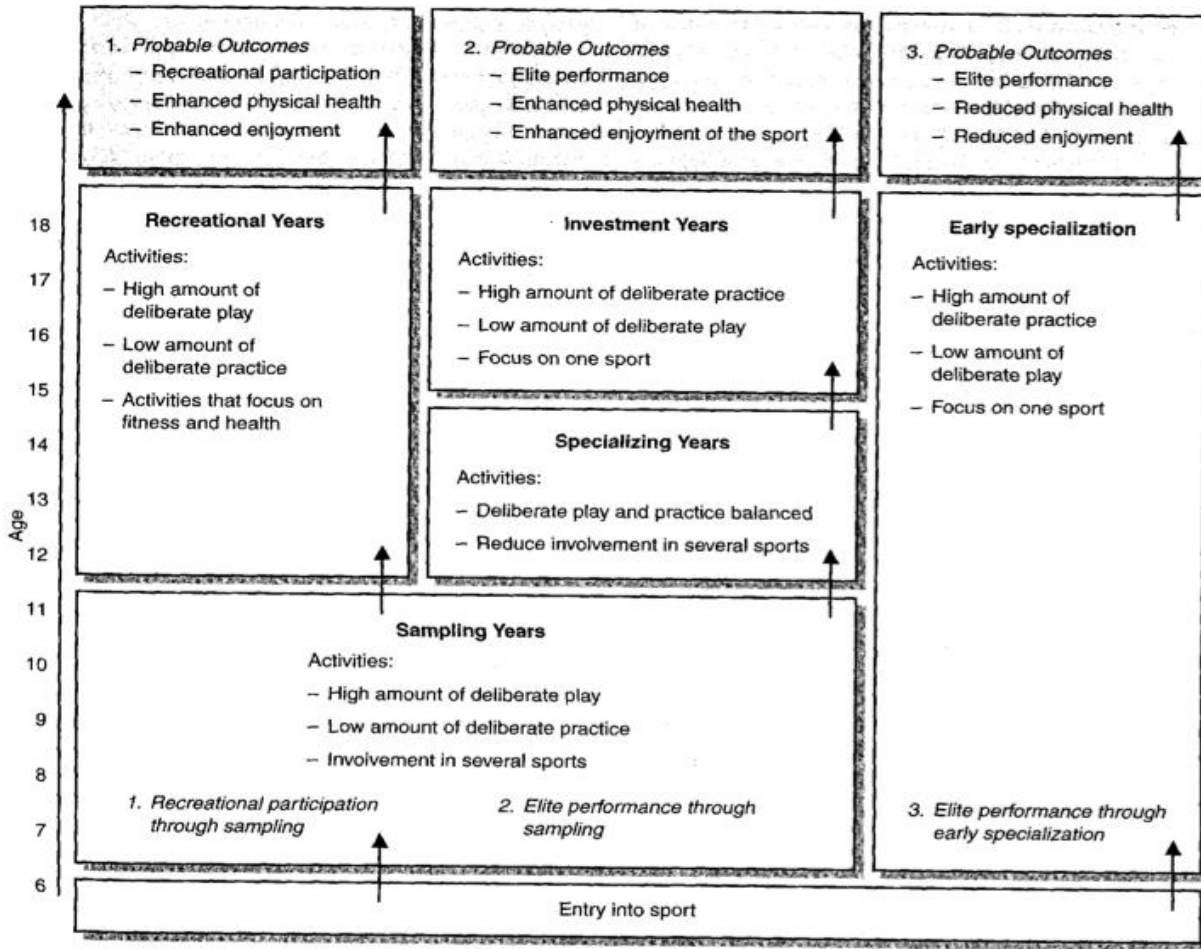 1. Probable Outcomes
– Recreational participation
– Enhanced physical health
– Enhanced enjoyment
2. Probable Outcomes
– Elite performance
– Enhanced physical health
– Enhanced enjoyment of the sport
3. Probable Outcomes
– Elite performance
– Reduced physical health
– Reduced enjoyment
Age
18
17
16
15
14
13
12
11
10
9
8
7
6
Recreational Years
Activities:
– High amount of
deliberate play
– Low amount of
deliberate practice
– Activities that focus on
fitness and health
Investment Years
Activities:
– High amount of deliberate practice
– Low amount of deliberate play
– Focus on one sport
Specializing Years
Activities:
– Deliberate play and practice balanced
– Reduce involvement in several sports
Early specialization
Activities:
– High amount of
deliberate practice
– Low amount of
deliberate play
– Focus on one sport
3. Elite performance through
early specialization
Sampling Years
Activities:
– High amount of deliberate play
– Low amount of deliberate practice
– Involvement in several sports
1. Recreational participation
through sampling
2. Elite performance through
sampling
Entry into sport